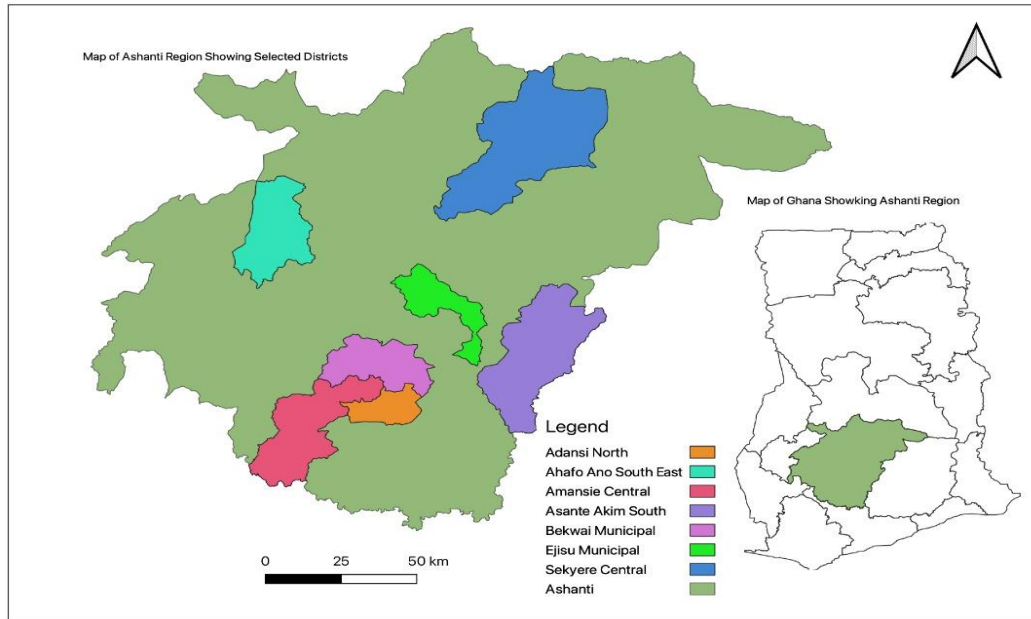 Map of Ashanti Region Showing Selected Districts
Map of Ghana Showking Ashanti Region
Legend
Adansi North
Ahafo Ano South East
Amansie Central
Asante Akim South
Bekwai Municipal
Ejisu Municipal
Sekyere Central
Ashanti
0 25 50 km